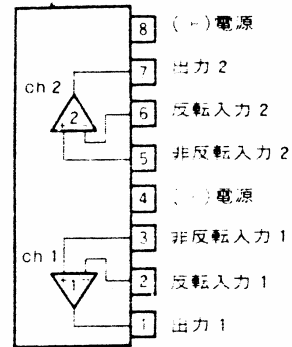 8 (+)電源
7 出力2
ch 2
2
6 反転入力2
5 非反転入力2
4 (-)電源
3 非反転入力1
ch 1
1
2 反転入力1
1 出力1